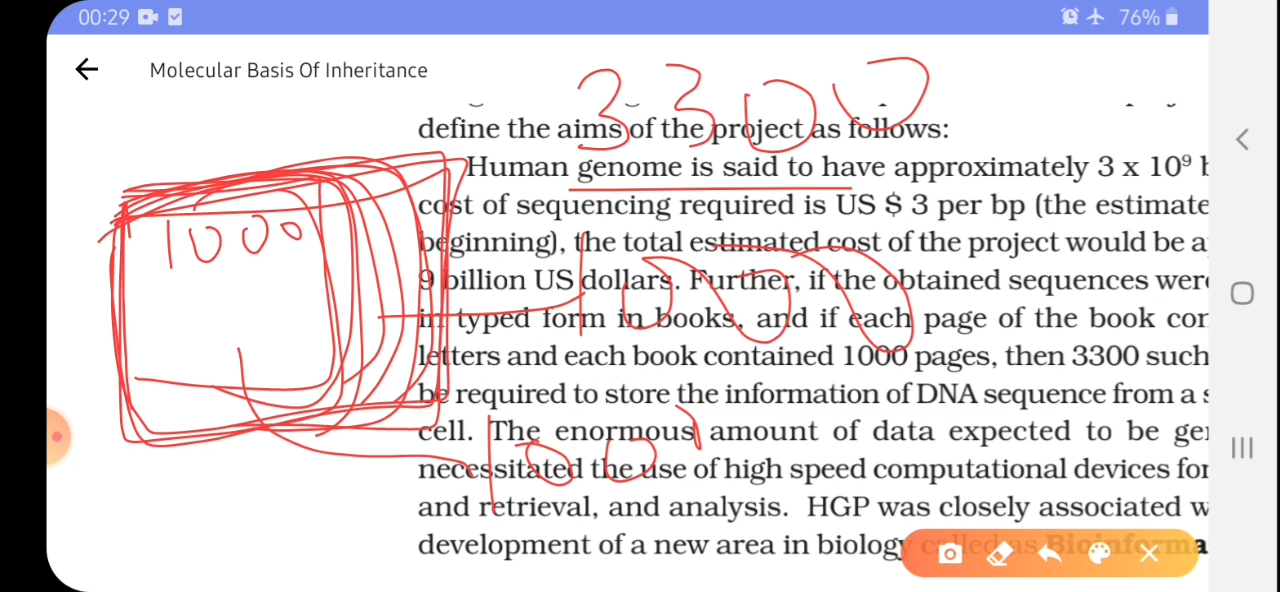 00:29
76%
Molecular Basis Of Inheritance
3300
define the aims of the project as follows:
Human genome is said to have approximately 3 x 10⁹ b
cost of sequencing required is US $ 3 per bp (the estimate
beginning), the total estimated cost of the project would be a
9 billion US dollars. Further, if the obtained sequences were
in typed form in books, and if each page of the book con
letters and each book contained 1000 pages, then 3300 such
be required to store the information of DNA sequence from a s
cell. The enormous amount of data expected to be ger
necessitated the use of high speed computational devices for
and retrieval, and analysis. HGP was closely associated w
development of a new area in biology called as Bioinforma
1000
1000
1000